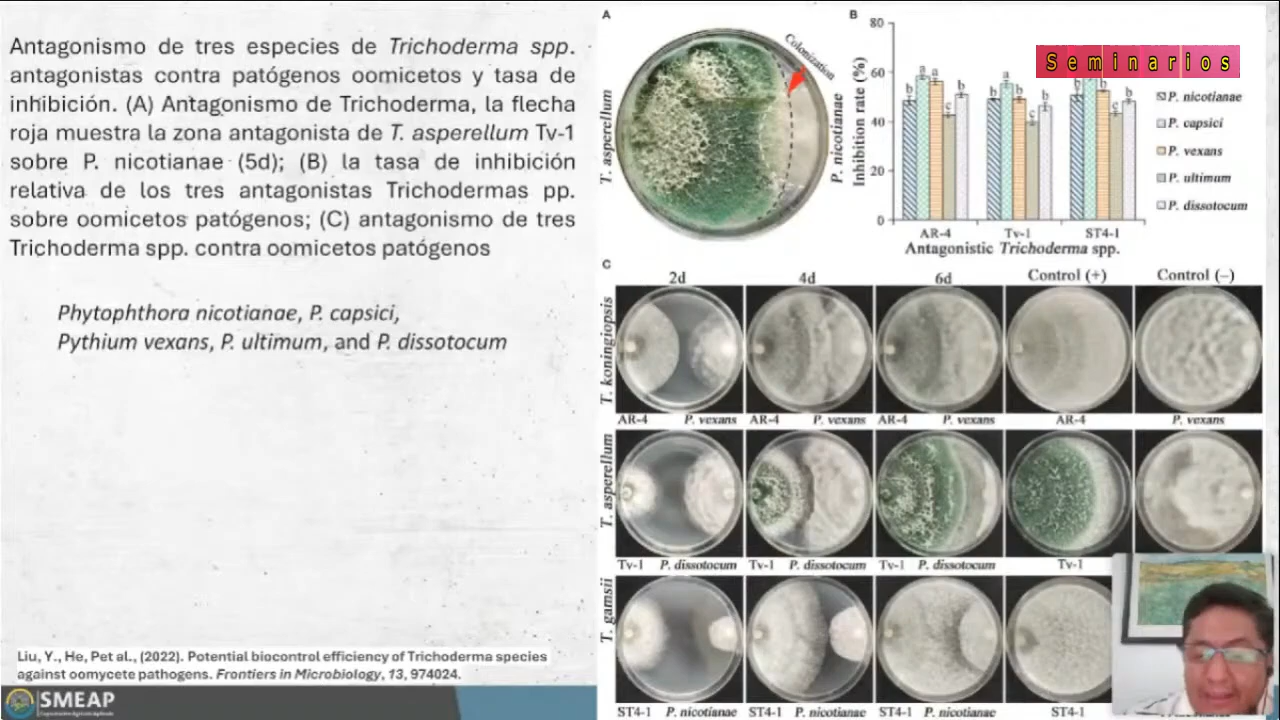 Antagonismo de tres especies de Trichoderma spp.
antagonistas contra patógenos oomicetos y tasa de
inhibición. (A) Antagonismo de Trichoderma, la flecha
roja muestra la zona antagonista de T. asperellum Tv-1
sobre P. nicotianae (5d); (B) la tasa de inhibición
relativa de los tres antagonistas Trichodermas pp.
sobre oomicetos patógenos; (C) antagonismo de tres
Trichoderma spp. contra oomicetos patógenos
Phytophthora nicotianae, P. capsici,
Pythium vexans, P. ultimum, and P. dissotocum
Liu, Y., He, Pet al., (2022). Potential biocontrol efficiency of Trichoderma species
against oomycete pathogens. Frontiers in Microbiology, 13, 974024.
SMEAP
A
T. asperellum
Colonization
P. nicotianae
B
Seminarios
Inhibition rate (%)
80
60
40
20
0
b a a c b
b a b c b
b b c b
P. nicotianae
P. capsici
P. vexans
P. ultimum
P. dissotocum
AR-4 Tv-1 ST4-1
Antagonistic Trichoderma spp.
C
2d 4d 6d Control (+) Control (–)
T. koningiopsis
AR-4 P. vexans AR-4 P. vexans AR-4 P. vexans AR-4 P. vexans
T. asperellum
Tv-1 P. dissotocum Tv-1 P. dissotocum Tv-1 P. dissotocum Tv-1
T. gamsii
ST4-1 P. nicotianae ST4-1 P. nicotianae ST4-1 P. nicotianae ST4-1